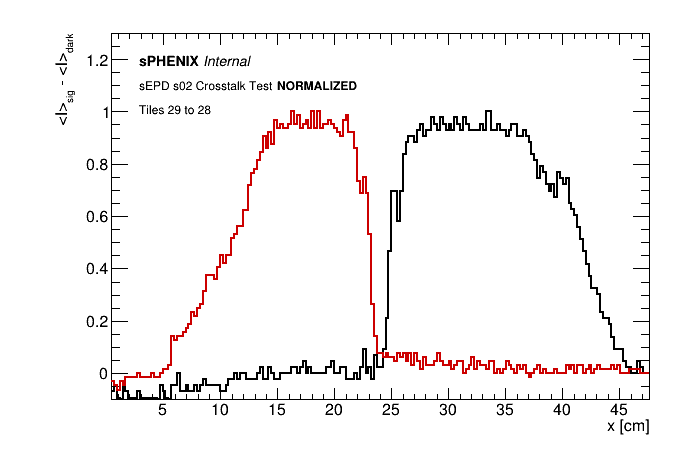 <I>sig - <I>dark
sPHENIX Internal
sEPD s02 Crosstalk Test NORMALIZED
Tiles 29 to 28
1.2
1
0.8
0.6
0.4
0.2
0
5 10 15 20 25 30 35 40 45
x [cm]